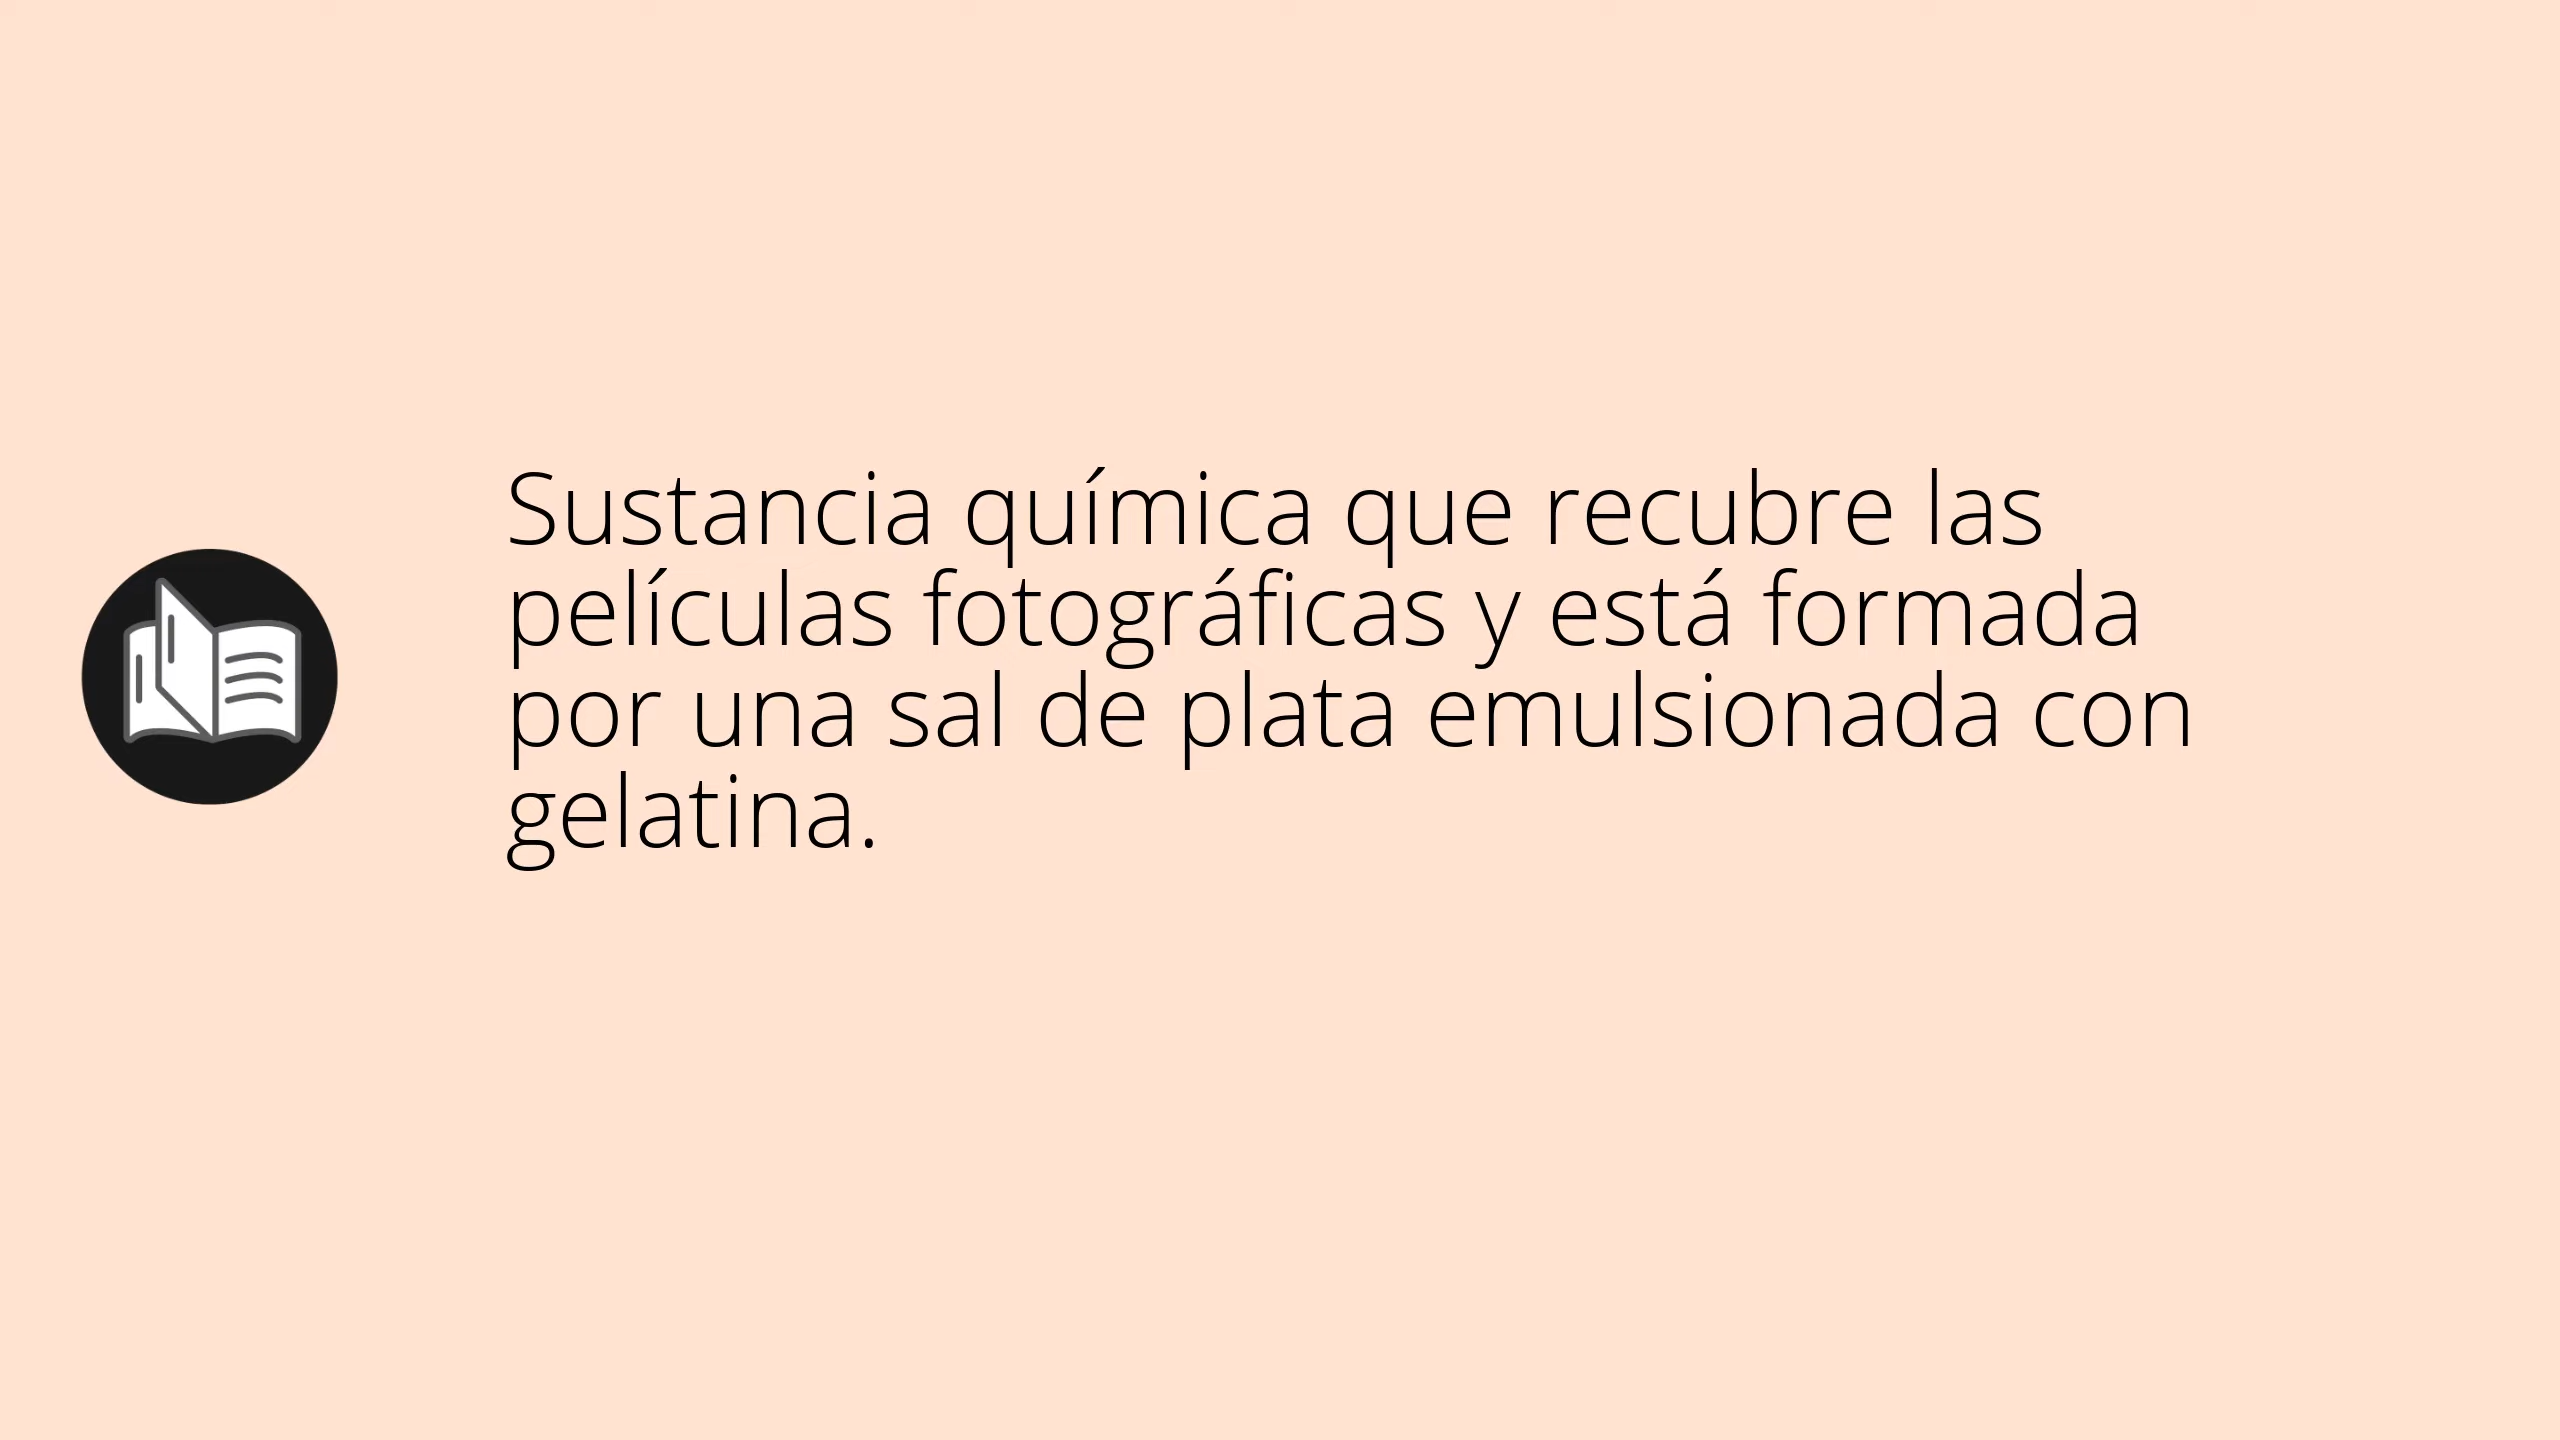 Sustancia química que recubre las
películas fotográficas y está formada
por una sal de plata emulsionada con
gelatina.